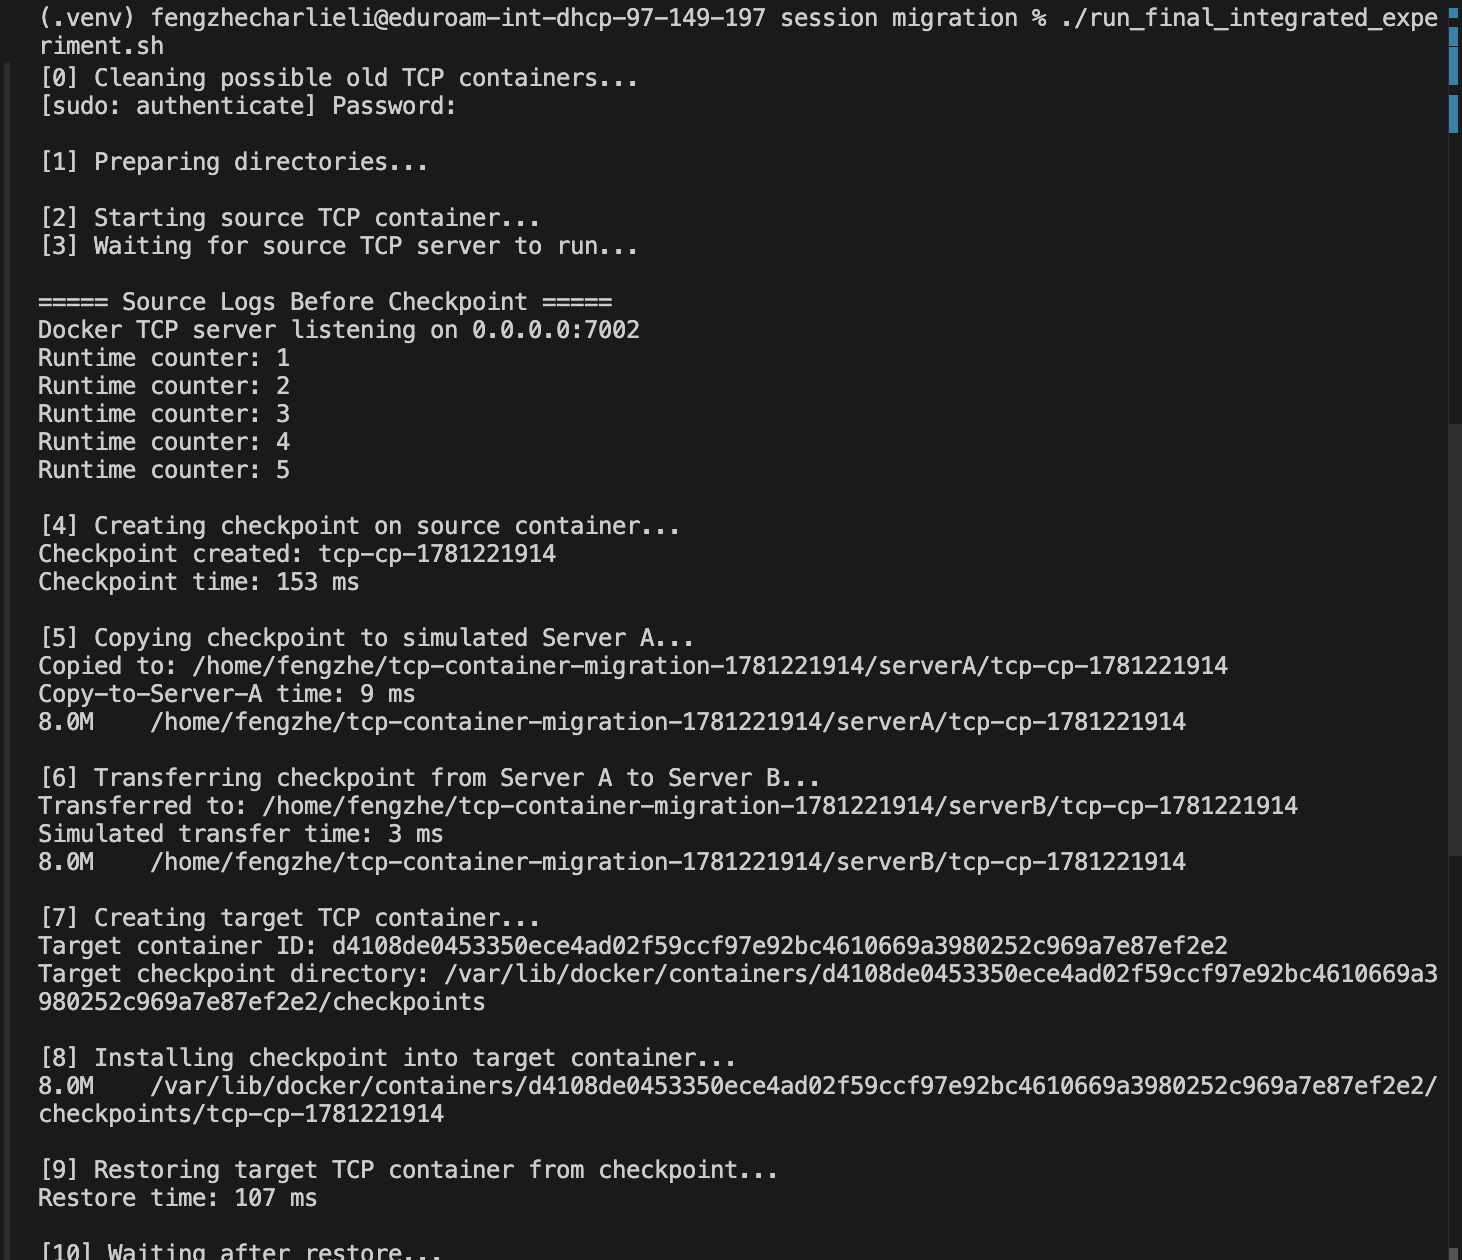 (.venv) fengzhecharlieli@eduroam-int-dhcp-97-149-197 session migration % ./run_final_integrated_expe
riment.sh
[0] Cleaning possible old TCP containers...
[sudo: authenticate] Password:
[1] Preparing directories...
[2] Starting source TCP container...
[3] Waiting for source TCP server to run...
===== Source Logs Before Checkpoint =====
Docker TCP server listening on 0.0.0.0:7002
Runtime counter: 1
Runtime counter: 2
Runtime counter: 3
Runtime counter: 4
Runtime counter: 5
[4] Creating checkpoint on source container...
Checkpoint created: tcp-cp-1781221914
Checkpoint time: 153 ms
[5] Copying checkpoint to simulated Server A...
Copied to: /home/fengzhe/tcp-container-migration-1781221914/serverA/tcp-cp-1781221914
Copy-to-Server-A time: 9 ms
8.0M    /home/fengzhe/tcp-container-migration-1781221914/serverA/tcp-cp-1781221914
[6] Transferring checkpoint from Server A to Server B...
Transferred to: /home/fengzhe/tcp-container-migration-1781221914/serverB/tcp-cp-1781221914
Simulated transfer time: 3 ms
8.0M    /home/fengzhe/tcp-container-migration-1781221914/serverB/tcp-cp-1781221914
[7] Creating target TCP container...
Target container ID: d4108de0453350ece4ad02f59ccf97e92bc4610669a3980252c969a7e87ef2e2
Target checkpoint directory: /var/lib/docker/containers/d4108de0453350ece4ad02f59ccf97e92bc4610669a3
980252c969a7e87ef2e2/checkpoints
[8] Installing checkpoint into target container...
8.0M    /var/lib/docker/containers/d4108de0453350ece4ad02f59ccf97e92bc4610669a3980252c969a7e87ef2e2/
checkpoints/tcp-cp-1781221914
[9] Restoring target TCP container from checkpoint...
Restore time: 107 ms
[10] Waiting after restore...